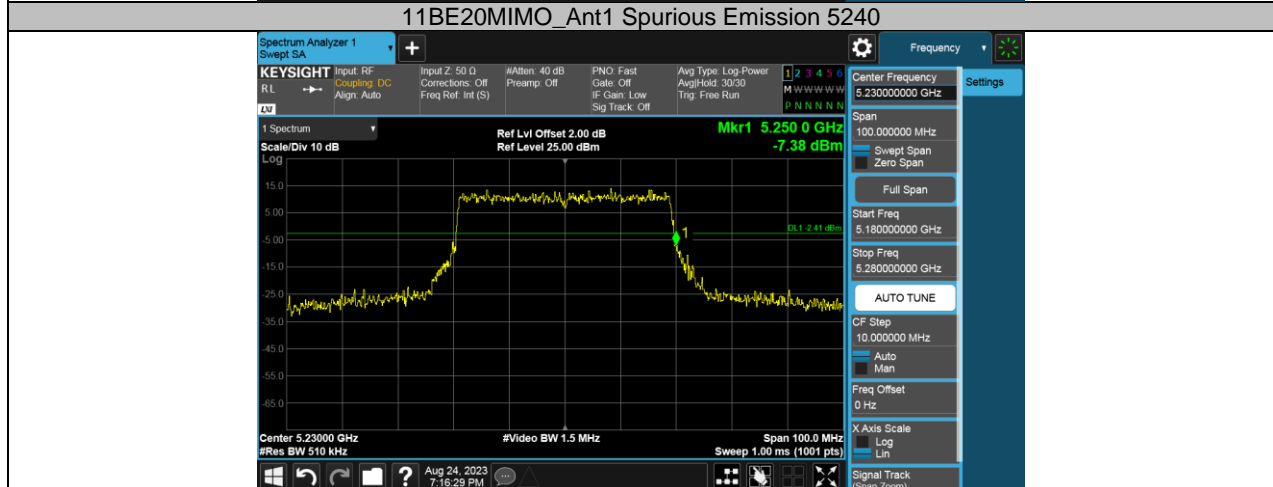 11BE20MIMO_Ant1 Spurious Emission 5240
Spectrum Analyzer 1
Swept SA
+
Frequency
KEYSIGHT
RL
LXI
Input: RF
Coupling: DC
Align: Auto
Input Z: 50 Ω
Corrections: Off
Freq Ref: Int (S)
#Atten: 40 dB
Preamp: Off
PNO: Fast
Gate: Off
IF Gain: Low
Sig Track: Off
Avg Type: Log-Power
Avg|Hold: 30/30
Trig: Free Run
1 2 3 4 5 6
M W W W W W
P N N N N N
Settings
1 Spectrum
Scale/Div 10 dB
Log
Ref Lvl Offset 2.00 dB
Ref Level 25.00 dBm
Mkr1 5.250 0 GHz
-7.38 dBm
15.0
5.00
-5.00
-15.0
-25.0
-35.0
-45.0
-55.0
-65.0
DL1 -2.41 dBm
1
Center 5.23000 GHz
#Res BW 510 kHz
#Video BW 1.5 MHz
Span 100.0 MHz
Sweep 1.00 ms (1001 pts)
Center Frequency
5.230000000 GHz
Span
100.000000 MHz
Swept Span
Zero Span
Full Span
Start Freq
5.180000000 GHz
Stop Freq
5.280000000 GHz
AUTO TUNE
CF Step
10.000000 MHz
Auto
Man
Freq Offset
0 Hz
X Axis Scale
Log
Lin
Signal Track
(Span Zoom)
?
Aug 24, 2023
7:16:29 PM